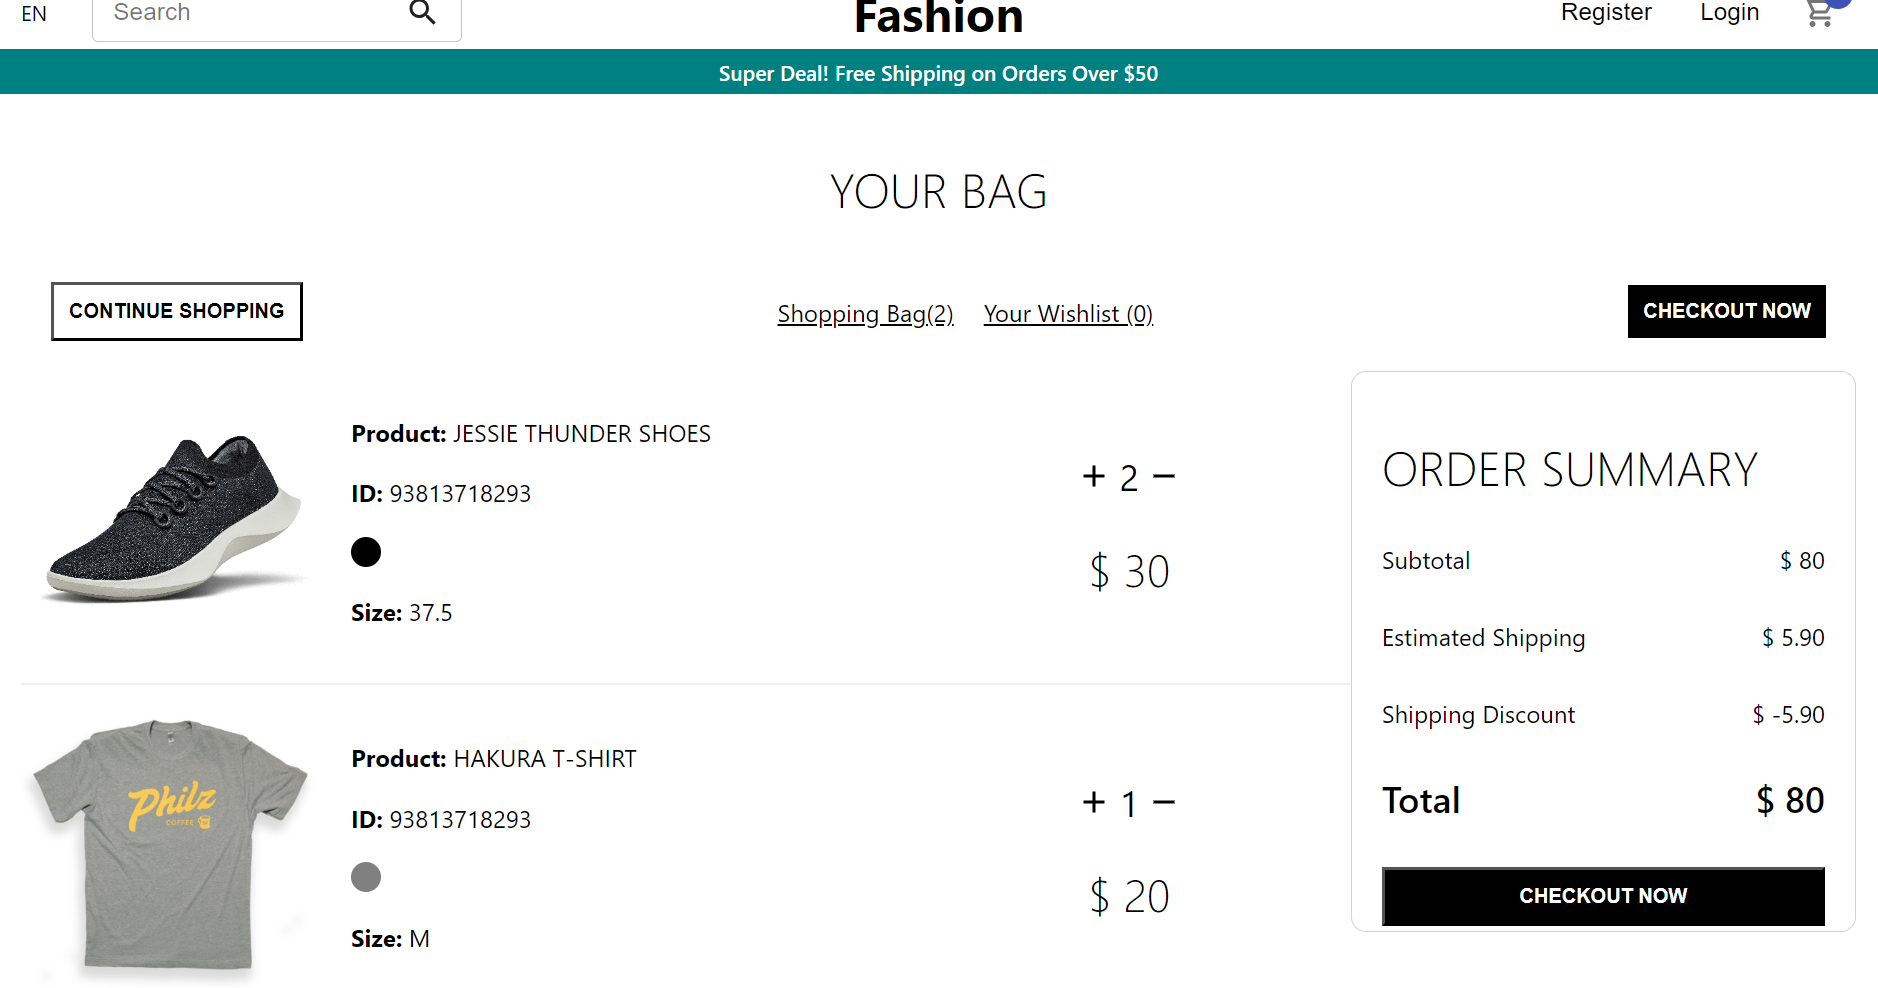 EN
Search
Fashion
Register
Login
Super Deal! Free Shipping on Orders Over $50
YOUR BAG
CONTINUE SHOPPING
Shopping Bag(2)
Your Wishlist (0)
CHECKOUT NOW
Product: JESSIE THUNDER SHOES
ID: 93813718293
Size: 37.5
+ 2 −
$ 30
Product: HAKURA T-SHIRT
ID: 93813718293
Size: M
Philz
COFFEE
+ 1 −
$ 20
ORDER SUMMARY
Subtotal $ 80
Estimated Shipping $ 5.90
Shipping Discount $ -5.90
Total $ 80
CHECKOUT NOW